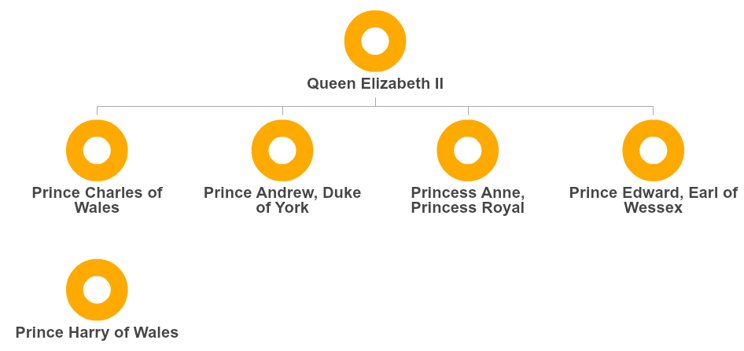 Queen Elizabeth II
Prince Charles of
Wales
Prince Andrew, Duke
of York
Princess Anne,
Princess Royal
Prince Edward, Earl of
Wessex
Prince Harry of Wales